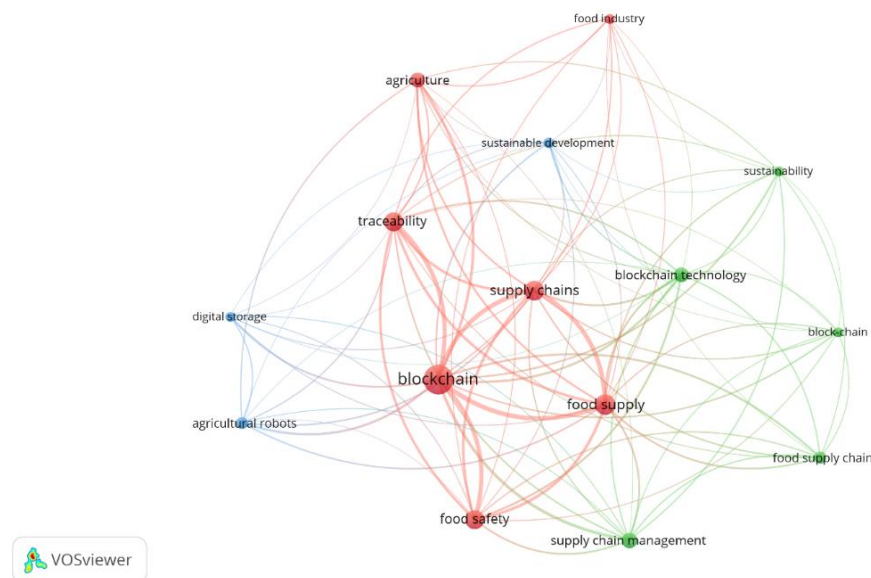 food industry
agriculture
sustainable development
sustainability
traceability
blockchain technology
supply chains
digital storage
block-chain
blockchain
food supply
agricultural robots
food supply chain
food safety
supply chain management
VOSviewer